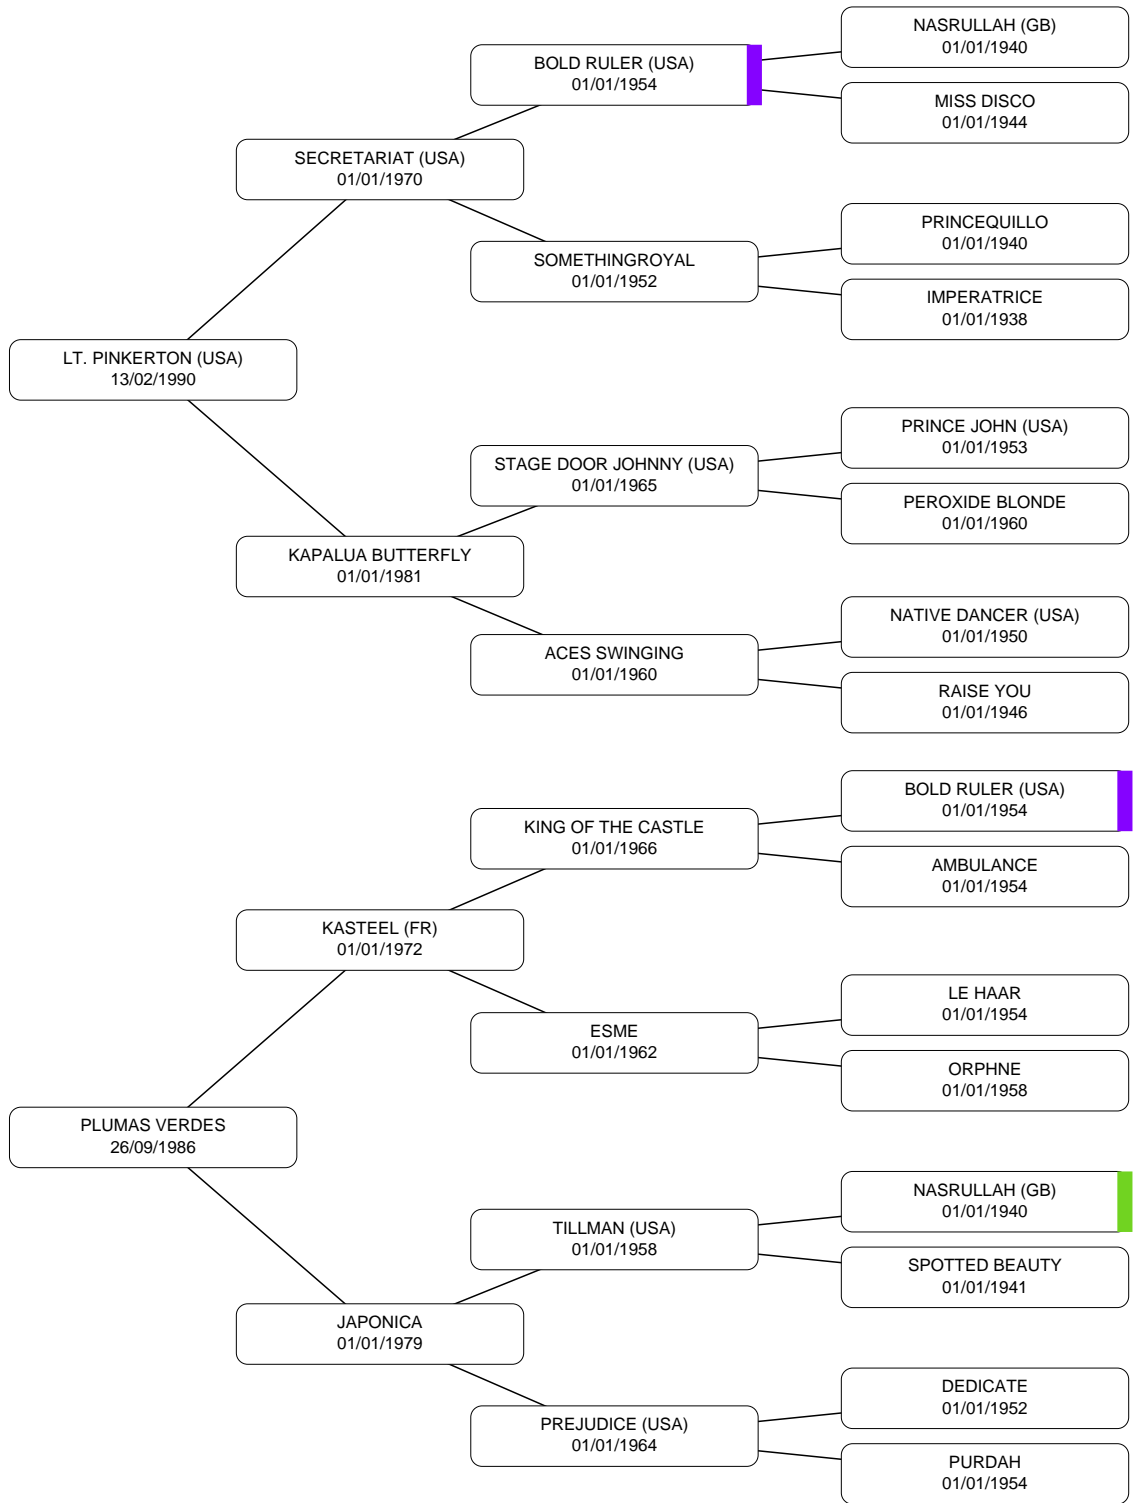 NASRULLAH (GB)
01/01/1940
BOLD RULER (USA)
01/01/1954
MISS DISCO
01/01/1944
SECRETARIAT (USA)
01/01/1970
PRINCEQUILLO
01/01/1940
SOMETHINGROYAL
01/01/1952
IMPERATRICE
01/01/1938
LT. PINKERTON (USA)
13/02/1990
PRINCE JOHN (USA)
01/01/1953
STAGE DOOR JOHNNY (USA)
01/01/1965
PEROXIDE BLONDE
01/01/1960
KAPALUA BUTTERFLY
01/01/1981
NATIVE DANCER (USA)
01/01/1950
ACES SWINGING
01/01/1960
RAISE YOU
01/01/1946
BOLD RULER (USA)
01/01/1954
KING OF THE CASTLE
01/01/1966
AMBULANCE
01/01/1954
KASTEEL (FR)
01/01/1972
LE HAAR
01/01/1954
ESME
01/01/1962
ORPHNE
01/01/1958
PLUMAS VERDES
26/09/1986
NASRULLAH (GB)
01/01/1940
TILLMAN (USA)
01/01/1958
SPOTTED BEAUTY
01/01/1941
JAPONICA
01/01/1979
DEDICATE
01/01/1952
PREJUDICE (USA)
01/01/1964
PURDAH
01/01/1954